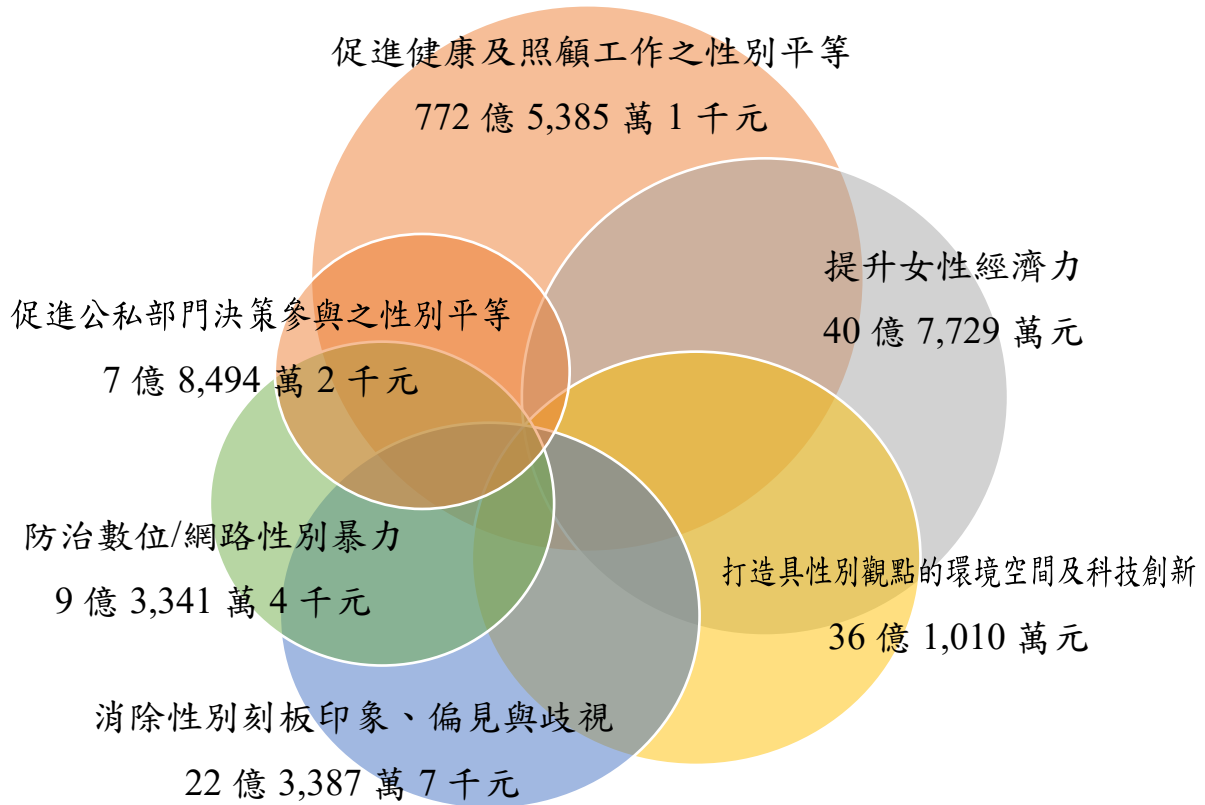 促進健康及照顧工作之性別平等
772 億 5,385 萬 1 千元
提升女性經濟力
40 億 7,729 萬元
促進公私部門決策參與之性別平等
7 億 8,494 萬 2 千元
防治數位/網路性別暴力
9 億 3,341 萬 4 千元
打造具性別觀點的環境空間及科技創新
36 億 1,010 萬元
消除性別刻板印象、偏見與歧視
22 億 3,387 萬 7 千元